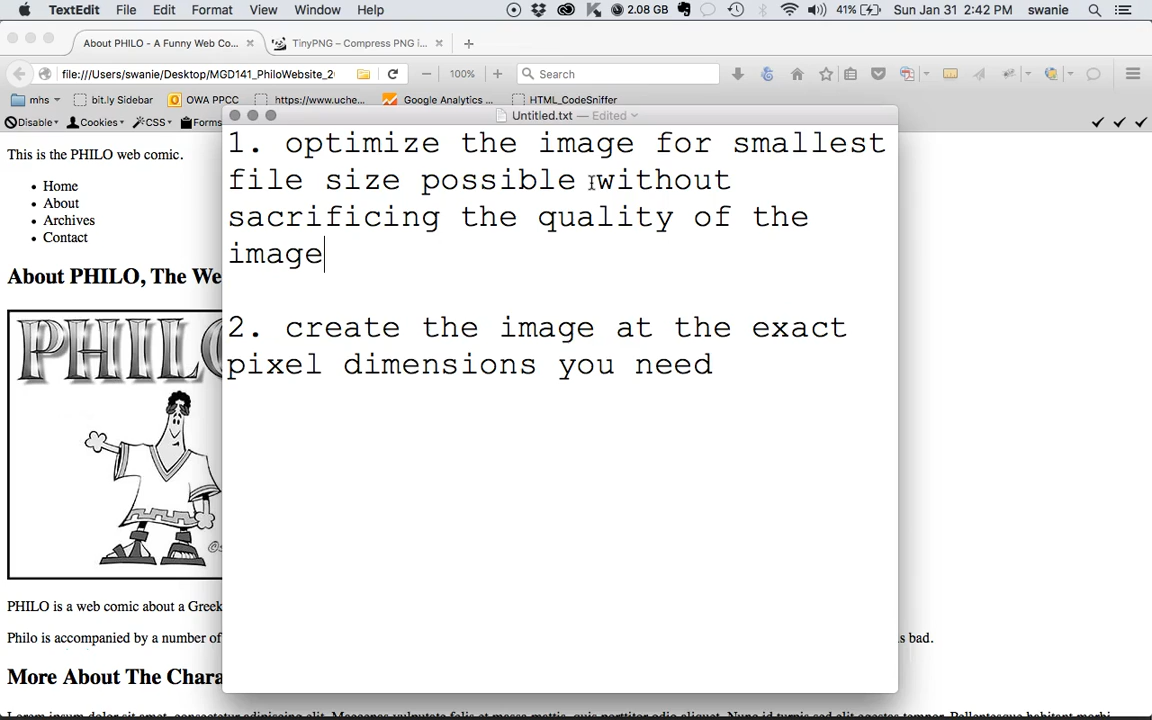 TextEdit File Edit Format View Window Help 2.08 GB 41% Sun Jan 31 2:42 PM swanie
About PHILO - A Funny Web Co... TinyPNG – Compress PNG i...
file:///Users/swanie/Desktop/MGD141_PhiloWebsite_2 100% Search
mhs bit.ly Sidebar OWA PPCC https://www.uche... Google Analytics ... HTML_CodeSniffer
Disable Cookies CSS Forms
Untitled.txt — Edited
This is the PHILO web comic.
Home
About
Archives
Contact
About PHILO, The We
PHILO
PHILO is a web comic about a Greek
Philo is accompanied by a number of
s bad.
More About The Chara
1. optimize the image for smallest
file size possible without
sacrificing the quality of the
image
2. create the image at the exact
pixel dimensions you need